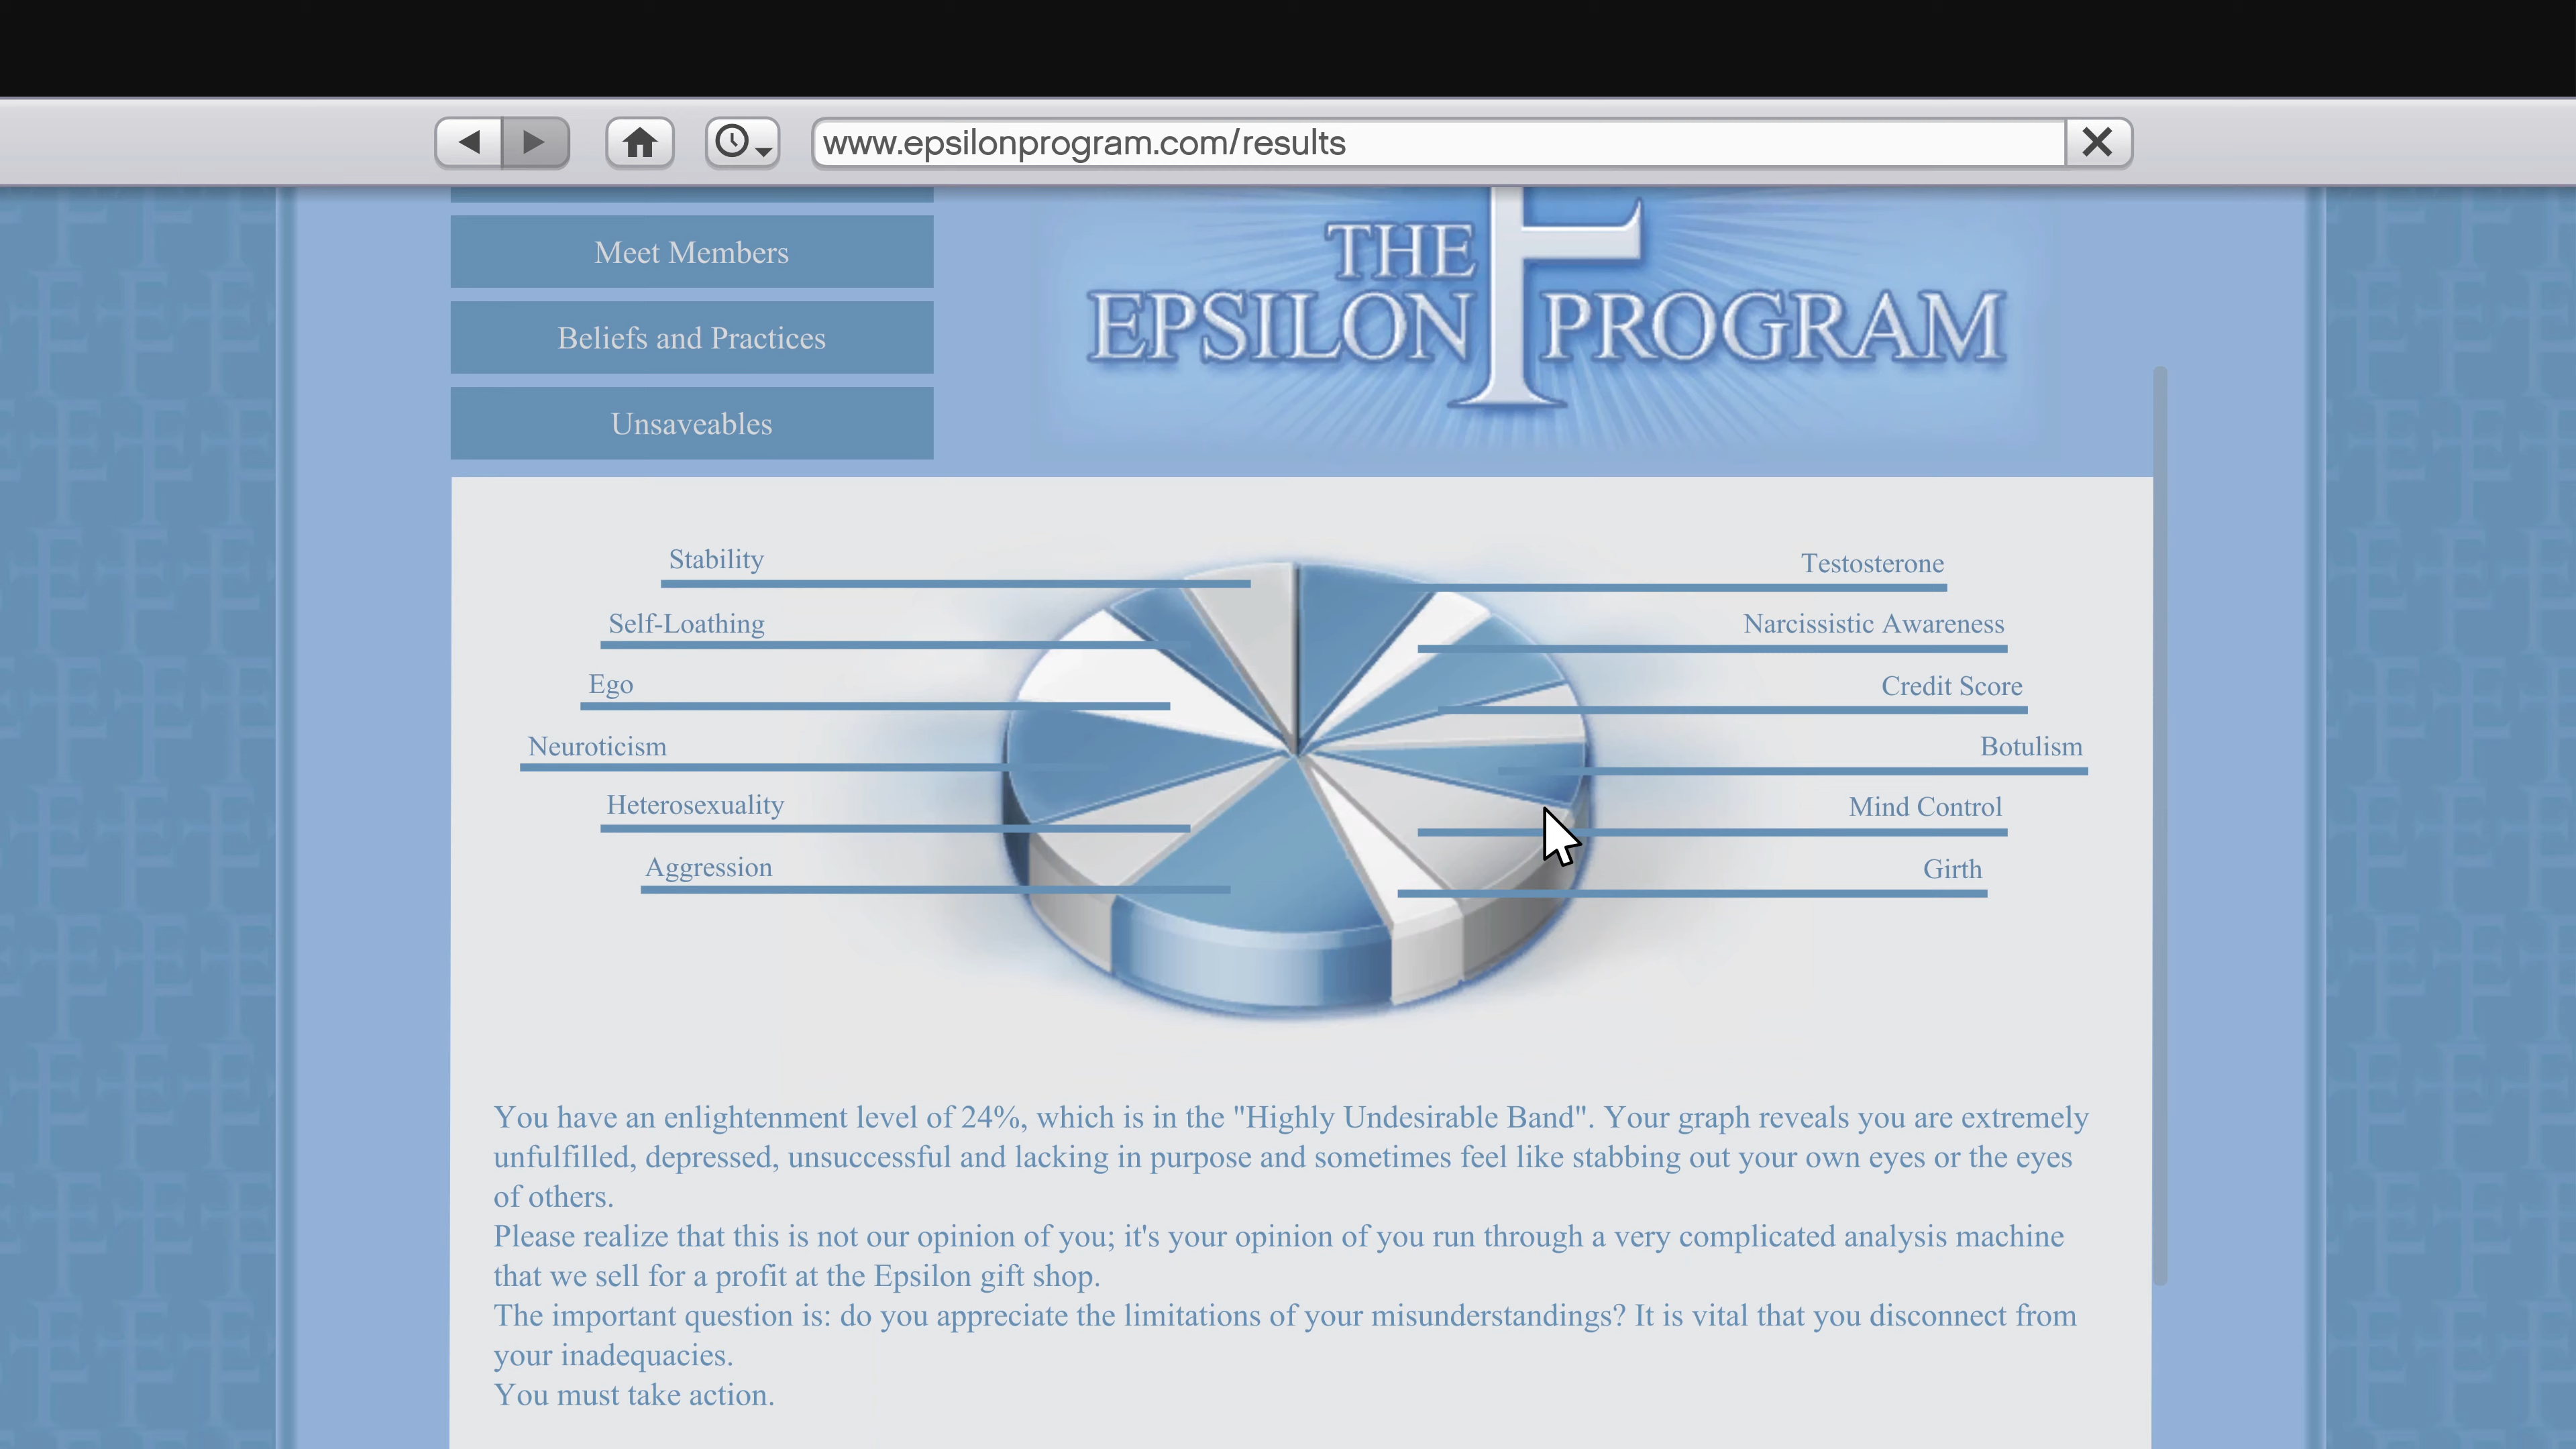 www.epsilonprogram.com/results
Meet Members
Beliefs and Practices
Unsaveables
THE
EPSILON PROGRAM
Stability
Self-Loathing
Ego
Neuroticism
Heterosexuality
Aggression
Testosterone
Narcissistic Awareness
Credit Score
Botulism
Mind Control
Girth
You have an enlightenment level of 24%, which is in the "Highly Undesirable Band". Your graph reveals you are extremely
unfulfilled, depressed, unsuccessful and lacking in purpose and sometimes feel like stabbing out your own eyes or the eyes
of others.
Please realize that this is not our opinion of you; it's your opinion of you run through a very complicated analysis machine
that we sell for a profit at the Epsilon gift shop.
The important question is: do you appreciate the limitations of your misunderstandings? It is vital that you disconnect from
your inadequacies.
You must take action.